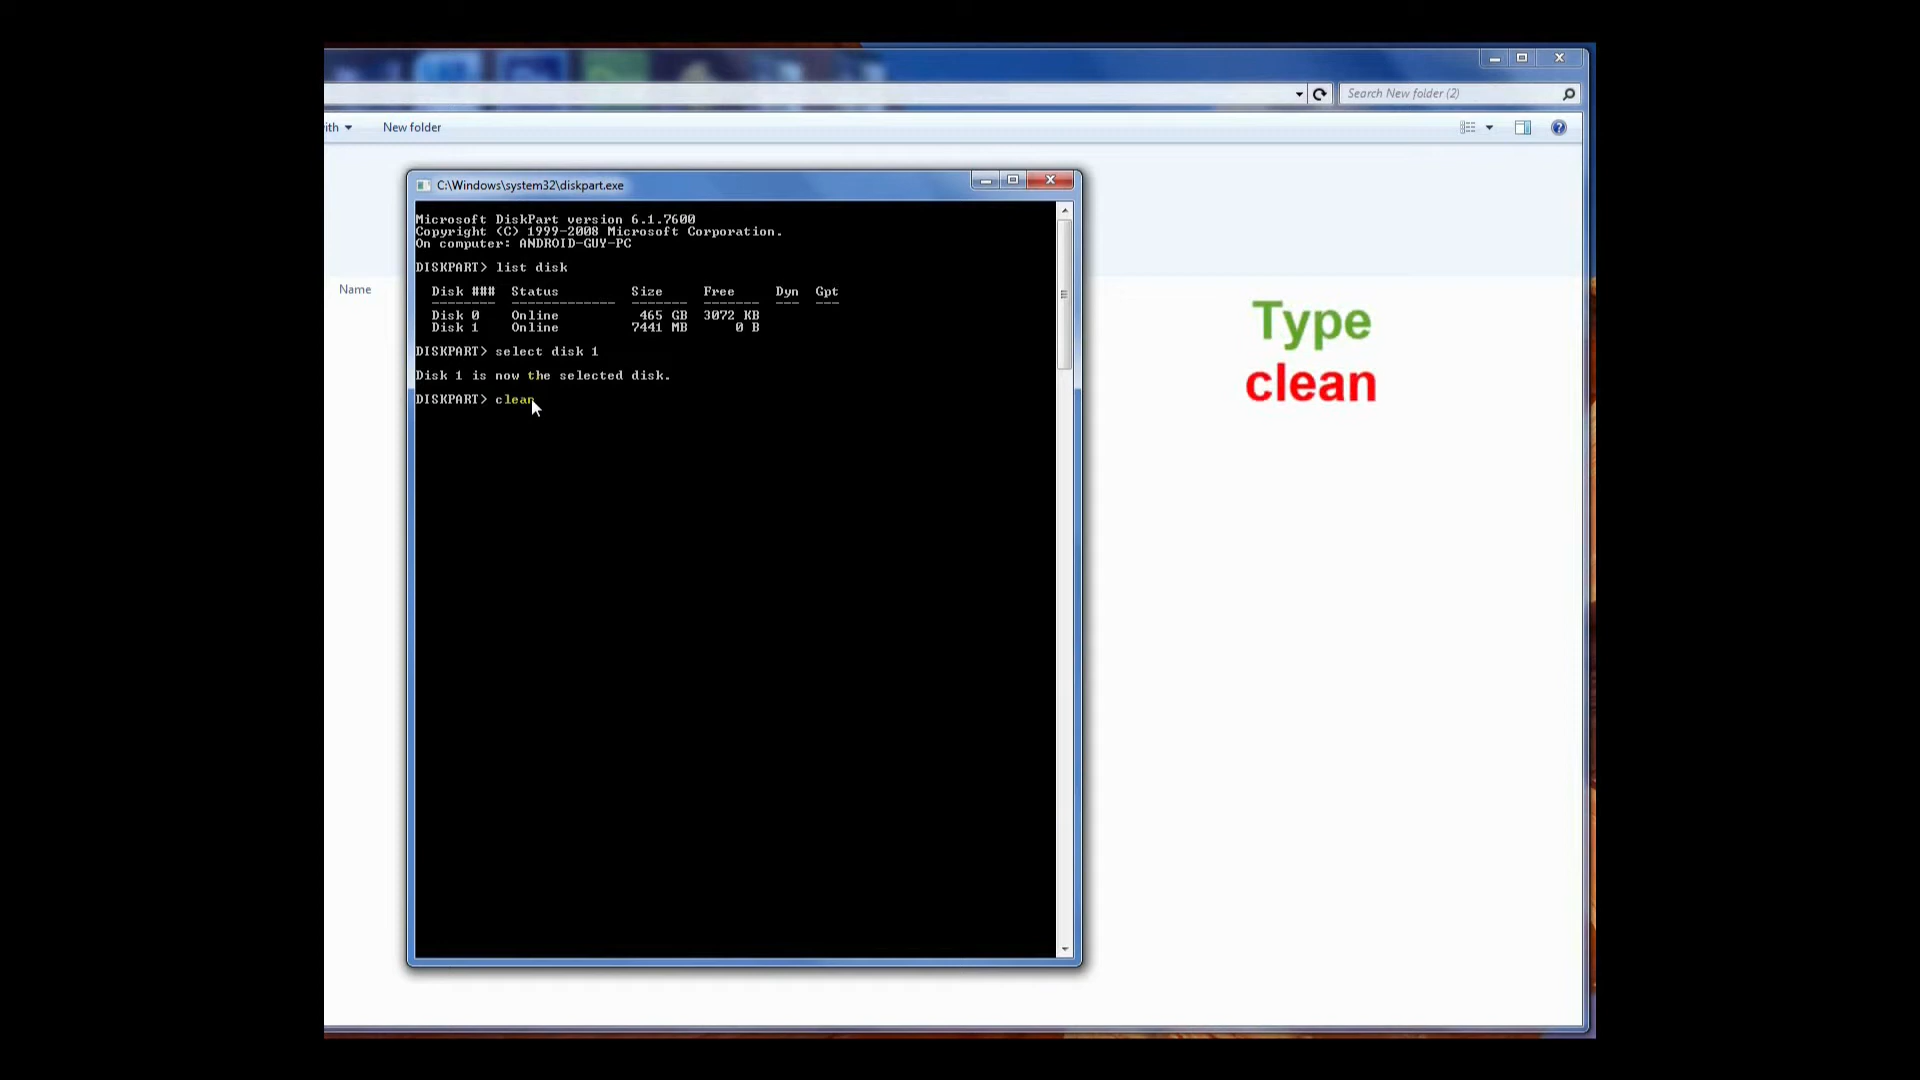 Search New folder (2)
ith
New folder
C:\Windows\system32\diskpart.exe
Microsoft DiskPart version 6.1.7600
Copyright (C) 1999-2008 Microsoft Corporation.
On computer: ANDROID-GUY-PC
DISKPART> list disk
Disk ### Status Size Free Dyn Gpt
-------- ------------- ------- ------- --- ---
Disk 0 Online 465 GB 3072 KB
Disk 1 Online 7441 MB 0 B
DISKPART> select disk 1
Disk 1 is now the selected disk.
DISKPART> clean
Name
Type
clean